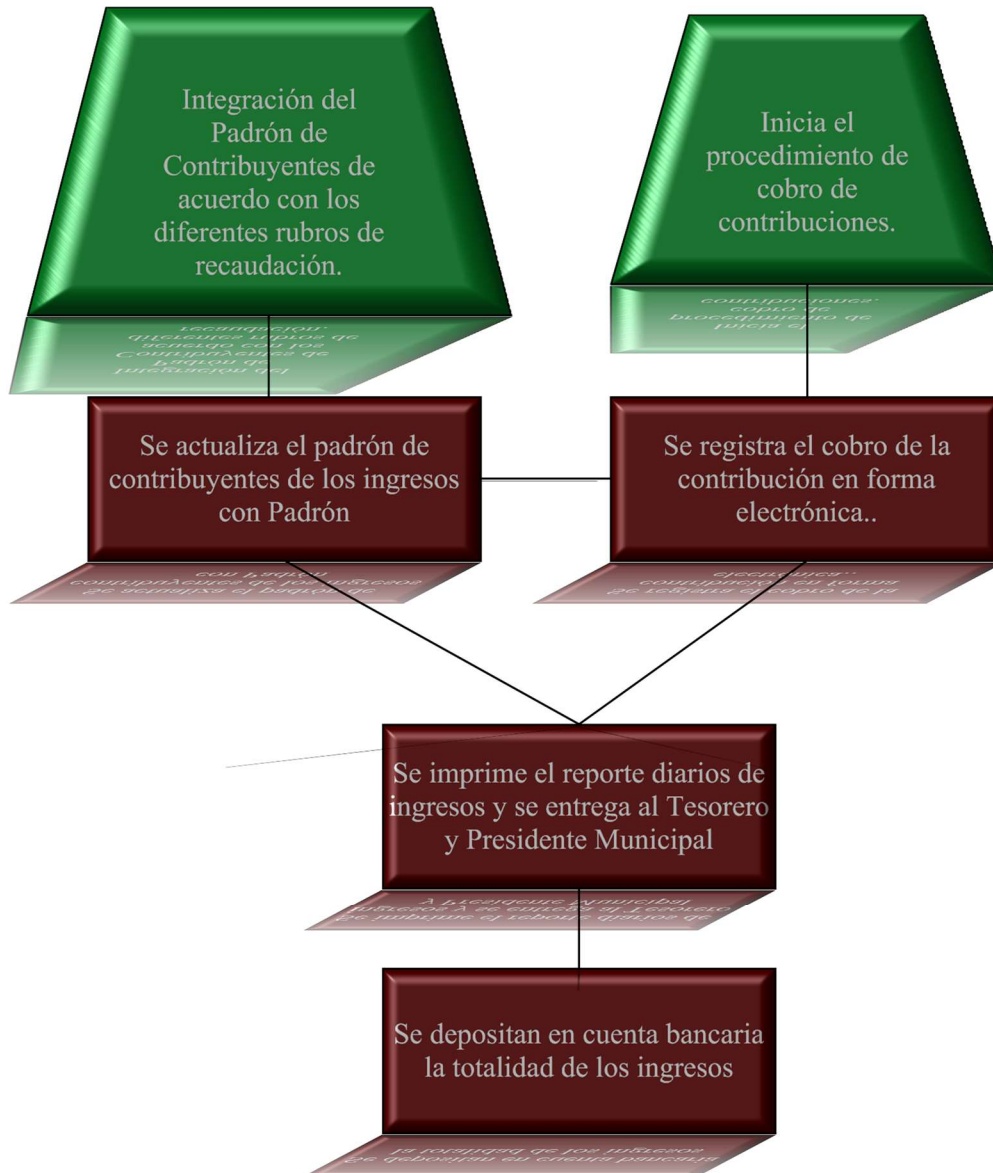 Integración del
Padrón de
Contribuyentes de
acuerdo con los
diferentes rubros de
recaudación.
Inicia el
procedimiento de
cobro de
contribuciones.
Se actualiza el padrón de
contribuyentes de los ingresos
con Padrón
Se registra el cobro de la
contribución en forma
electrónica..
Se imprime el reporte diarios de
ingresos y se entrega al Tesorero
y Presidente Municipal
Se depositan en cuenta bancaria
la totalidad de los ingresos